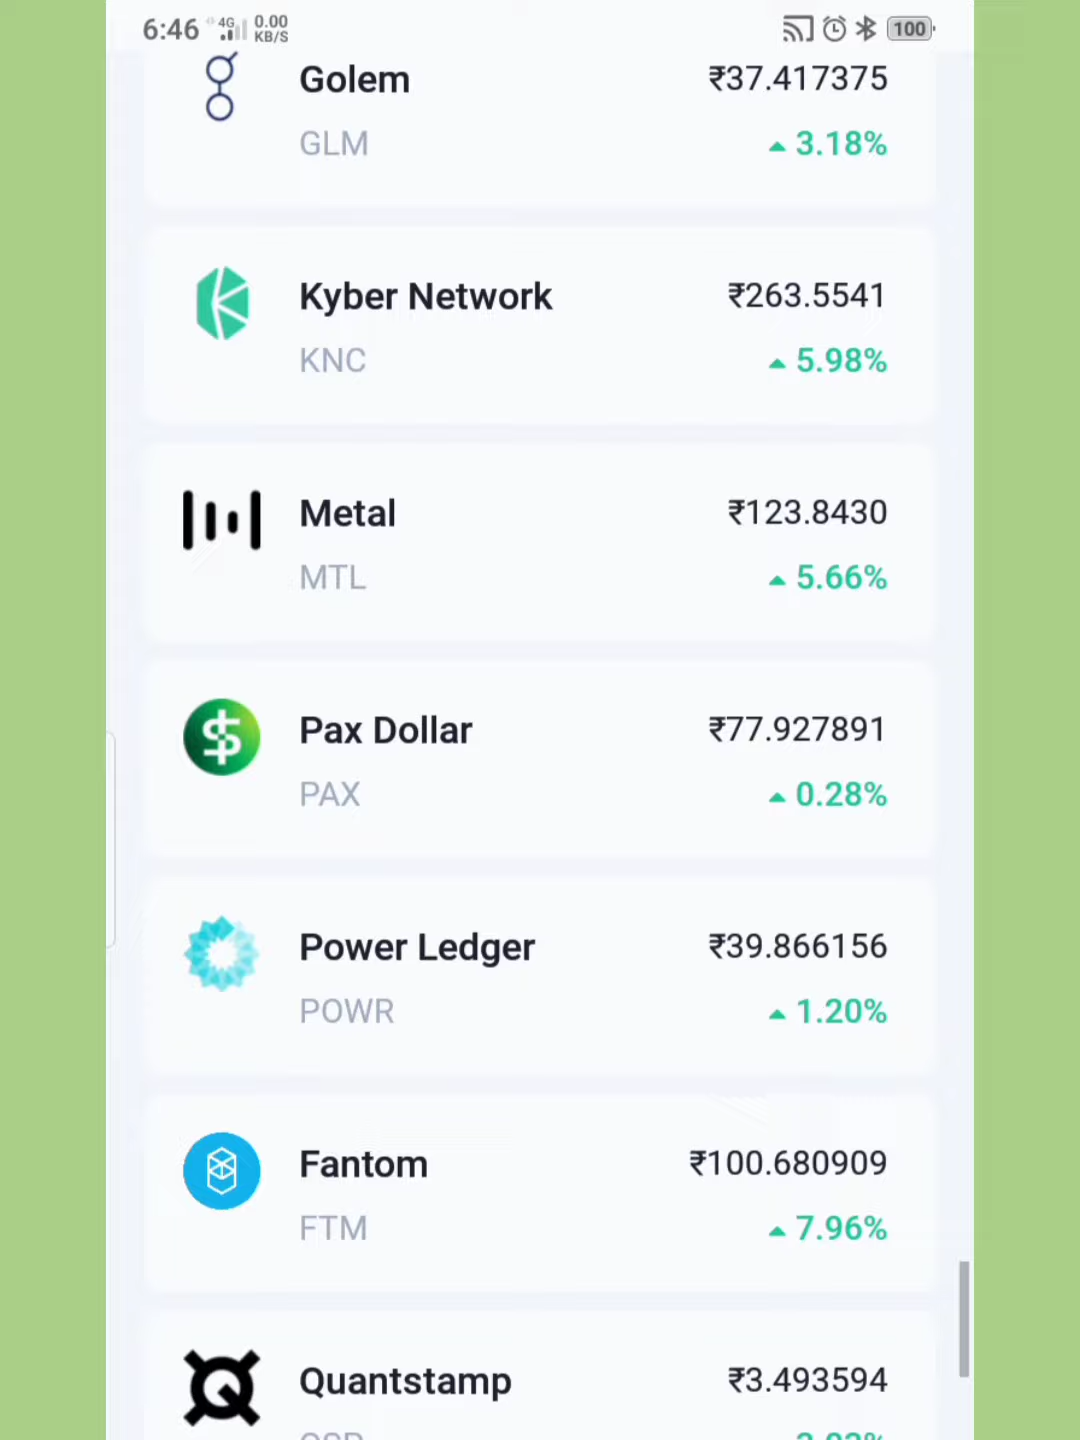 6:46 4G 0.00 KB/S 100
Golem ₹37.417375
GLM 3.18%
Kyber Network ₹263.5541
KNC 5.98%
Metal ₹123.8430
MTL 5.66%
Pax Dollar ₹77.927891
PAX 0.28%
Power Ledger ₹39.866156
POWR 1.20%
Fantom ₹100.680909
FTM 7.96%
Quantstamp ₹3.493594